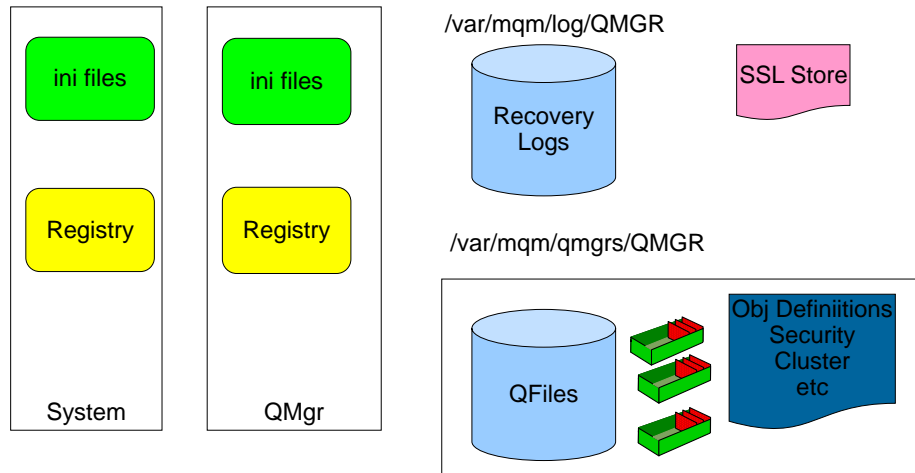 ini files
Registry
System
ini files
Registry
QMgr
/var/mqm/log/QMGR
Recovery
Logs
SSL Store
/var/mqm/qmgrs/QMGR
QFiles
Obj Definiitions
Security
Cluster
etc